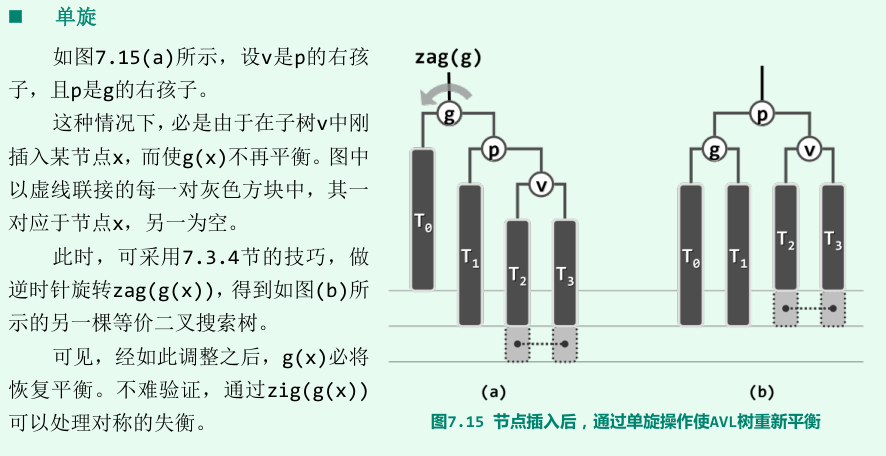 ■ 单旋
如图7.15(a)所示，设v是p的右孩
子，且p是g的右孩子。
这种情况下，必是由于在子树v中刚
插入某节点x，而使g(x)不再平衡。图中
以虚线联接的每一对灰色方块中，其一
对应于节点x，另一为空。
此时，可采用7.3.4节的技巧，做
逆时针旋转zag(g(x))，得到如图(b)所
示的另一棵等价二叉搜索树。
可见，经如此调整之后，g(x)必将
恢复平衡。不难验证，通过zig(g(x))
可以处理对称的失衡。
zag(g)
g
p
v
T0
T1
T2
T3
(a)
p
g
v
T0
T1
T2
T3
(b)
图7.15 节点插入后，通过单旋操作使AVL树重新平衡